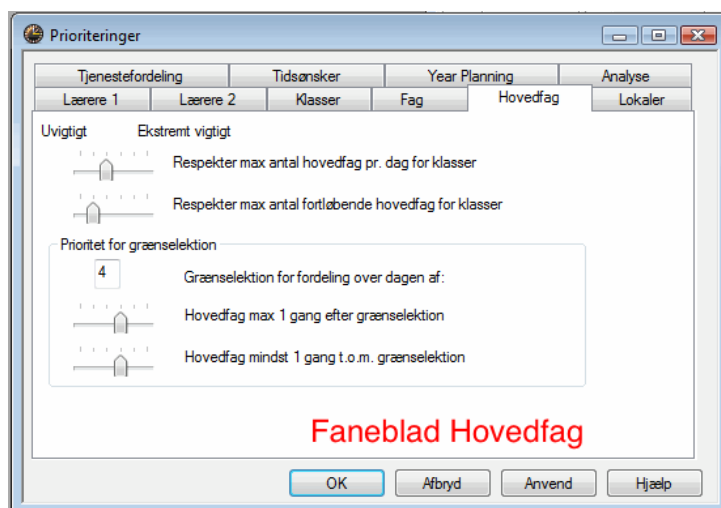 Prioriteringer
Tjenestefordeling Tidsønsker Year Planning Analyse
Lærere 1 Lærere 2 Klasser Fag Hovedfag Lokaler
Uvigtigt Ekstremt vigtigt
Respekter max antal hovedfag pr. dag for klasser
Respekter max antal fortløbende hovedfag for klasser
Prioritet for grænselektion
4 Grænselektion for fordeling over dagen af:
Hovedfag max 1 gang efter grænselektion
Hovedfag mindst 1 gang t.o.m. grænselektion
Faneblad Hovedfag
OK Afbryd Anvend Hjælp